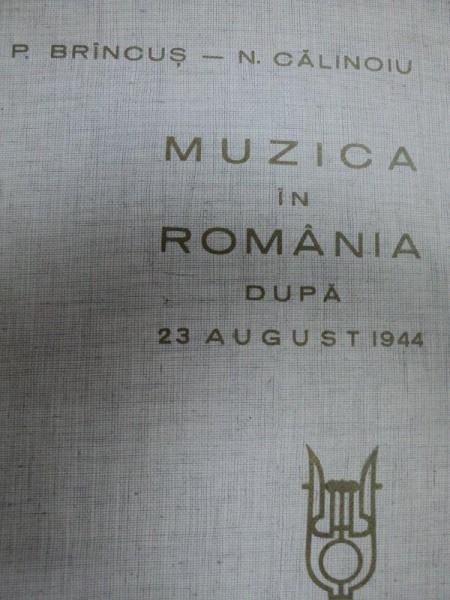 P. BRÎNCUȘ — N. CĂLINOIU
MUZICA
ÎN
ROMÂNIA
DUPĂ
23 AUGUST 1944